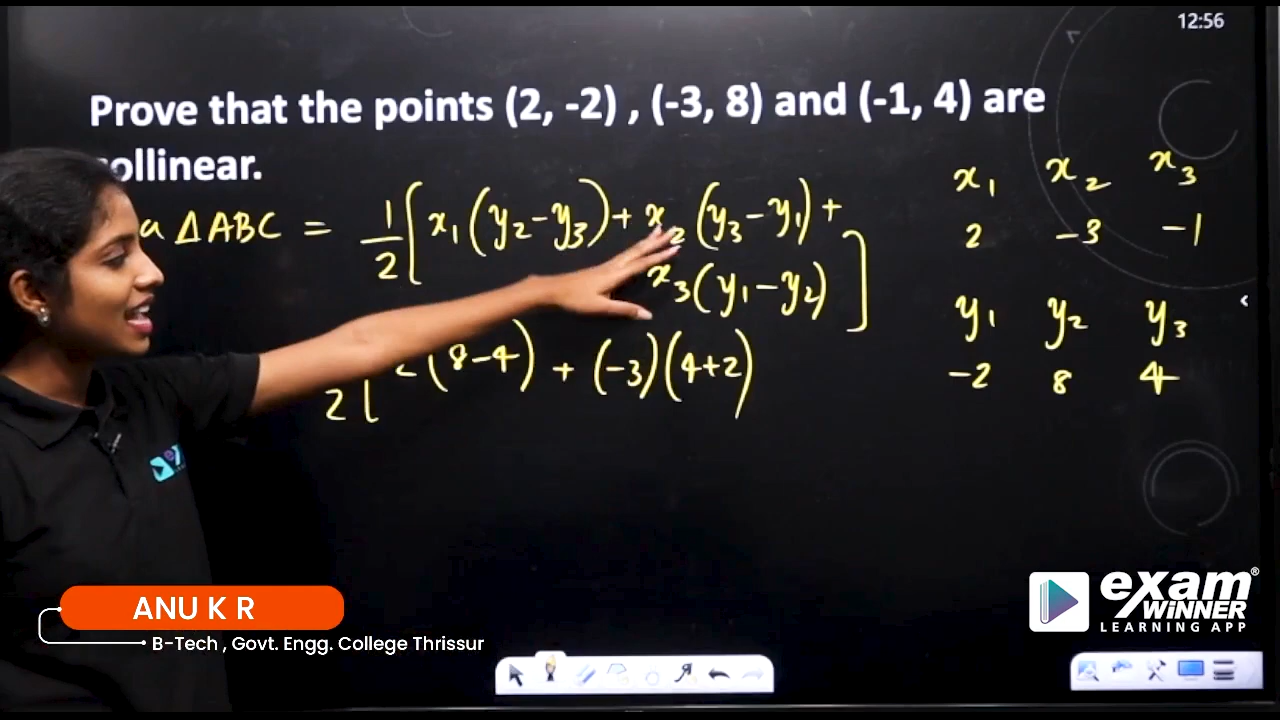 12:56
Prove that the points (2, -2) , (-3, 8) and (-1, 4) are
ollinear.
a ΔABC = 1/2 [ x₁ (y₂-y₃) + x₂ (y₃-y₁) +
x₃ (y₁-y₂) ]
2 [ (8-4) + (-3)(4+2)
x₁ x₂ x₃
2 -3 -1
y₁ y₂ y₃
-2 8 4
ANU K R
B-Tech , Govt. Engg. College Thrissur
exam
WiNNER
LEARNING APP